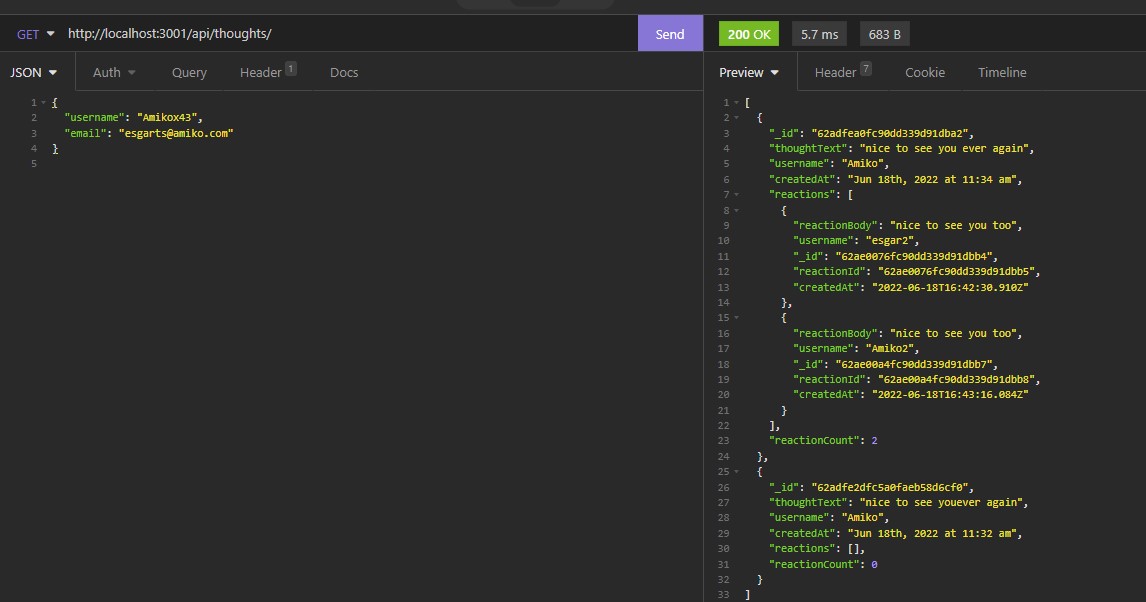 GET http://localhost:3001/api/thoughts/ Send 200 OK 5.7 ms 683 B
JSON Auth Query Header 1 Docs
1 {
2 "username": "Amikox43",
3 "email": "esgarts@amiko.com"
4 }
5
Preview Header 7 Cookie Timeline
1 [
2 {
3 "_id": "62adfea0fc90dd339d91dba2",
4 "thoughtText": "nice to see you ever again",
5 "username": "Amiko",
6 "createdAt": "Jun 18th, 2022 at 11:34 am",
7 "reactions": [
8 {
9 "reactionBody": "nice to see you too",
10 "username": "esgar2",
11 "_id": "62ae0076fc90dd339d91dbb4",
12 "reactionId": "62ae0076fc90dd339d91dbb5",
13 "createdAt": "2022-06-18T16:42:30.910Z"
14 },
15 {
16 "reactionBody": "nice to see you too",
17 "username": "Amiko2",
18 "_id": "62ae00a4fc90dd339d91dbb7",
19 "reactionId": "62ae00a4fc90dd339d91dbb8",
20 "createdAt": "2022-06-18T16:43:16.084Z"
21 }
22 ],
23 "reactionCount": 2
24 },
25 {
26 "_id": "62adfe2dfc5a0faeb58d6cf0",
27 "thoughtText": "nice to see youever again",
28 "username": "Amiko",
29 "createdAt": "Jun 18th, 2022 at 11:32 am",
30 "reactions": [],
31 "reactionCount": 0
32 }
33 ]